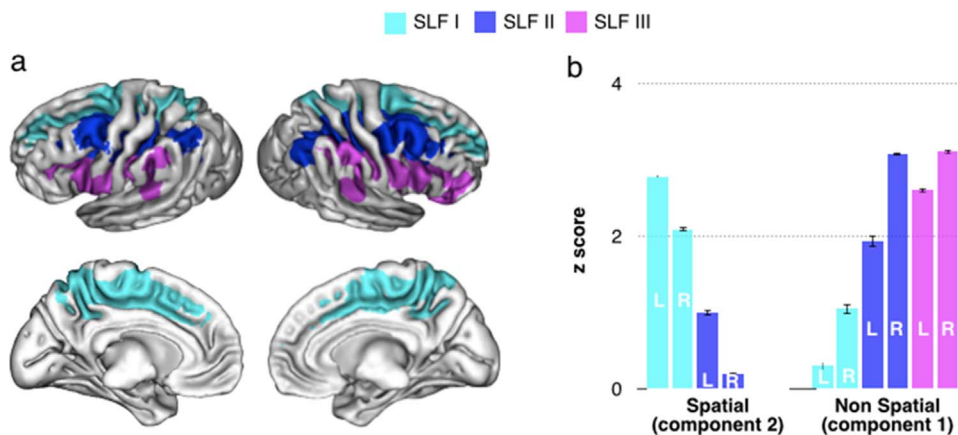 SLF I SLF II SLF III
a
b
4
2
0
z score
L R L R
L R L R L R
Spatial
(component 2)
Non Spatial
(component 1)